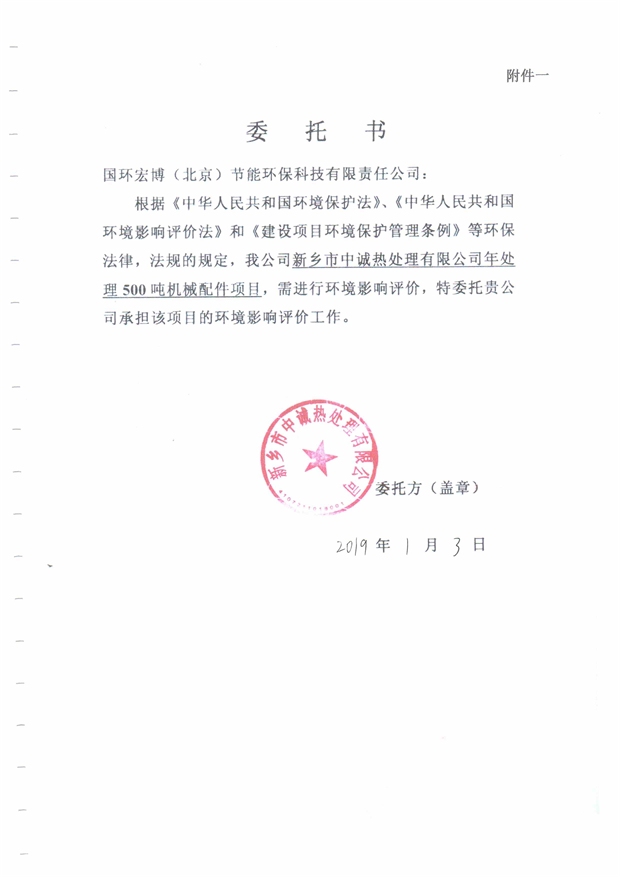 附件一
委 托 书
国环宏博（北京）节能环保科技有限责任公司：
根据《中华人民共和国环境保护法》、《中华人民共和国
环境影响评价法》和《建设项目环境保护管理条例》等环保
法律，法规的规定，我公司新乡市中诚热处理有限公司年处
理 500 吨机械配件项目，需进行环境影响评价，特委托贵公
司承担该项目的环境影响评价工作。
新乡市中诚热处理有限公司
委托方（盖章）
2019 年 1 月 3 日